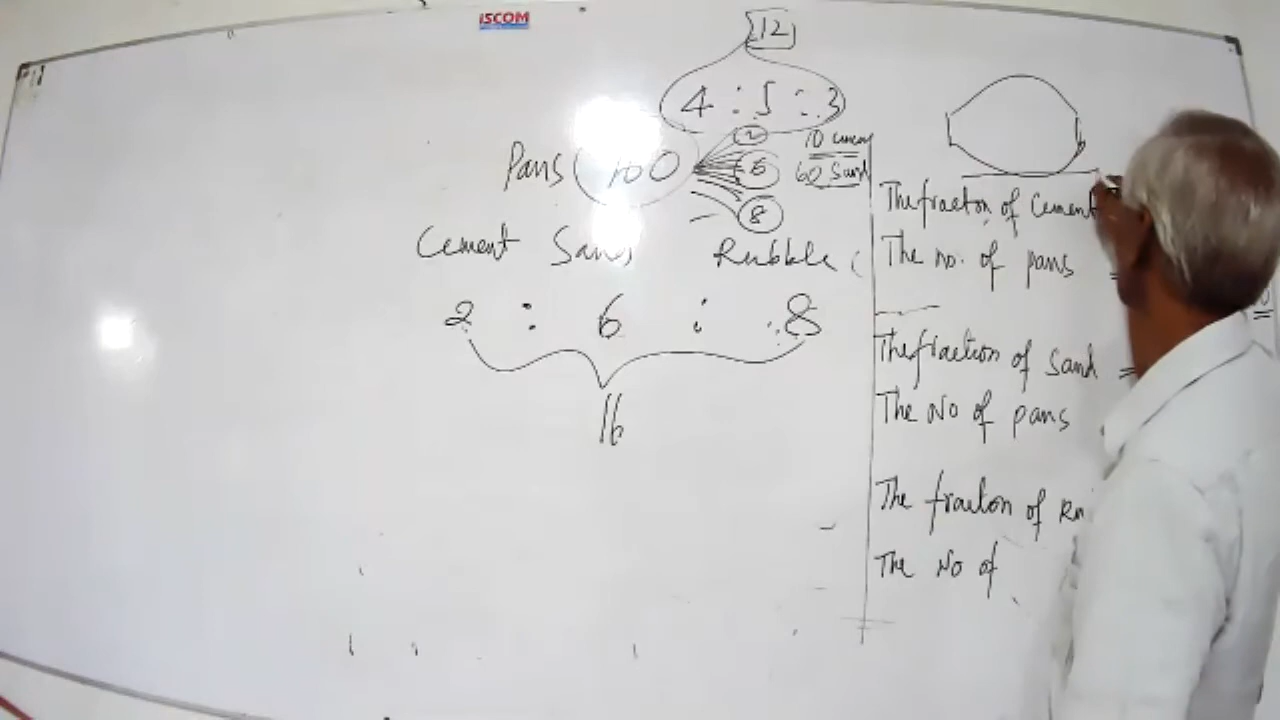 iSCOM
12
4 : 5 : 3
Pans 100
2
6
8
10 cemen
60 Sand
Cement Sand Rubble
2 : 6 : 8
16
The fracton of Cement
The no. of pans =
The fraction of Sand =
The No of pans
The fraction of Ru
The No of